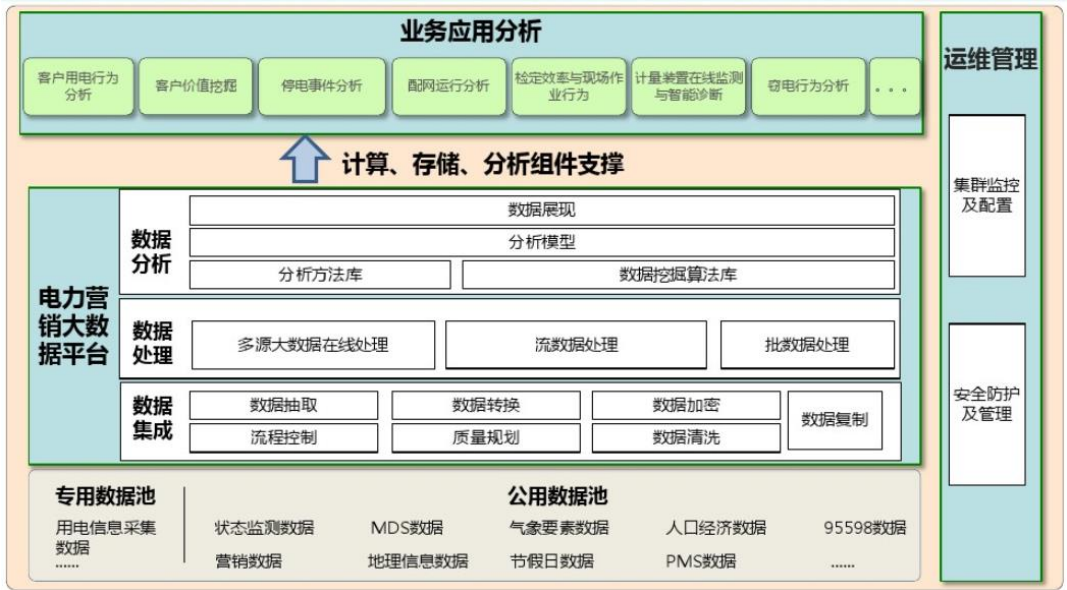 业务应用分析
客户用电行为
分析
客户价值挖掘
停电事件分析
配网运行分析
检定效率与现场作
业行为
计量装置在线监测
与智能诊断
窃电行为分析
...
计算、存储、分析组件支撑
电力营
销大数
据平台
数据
分析
数据展现
分析模型
分析方法库
数据挖掘算法库
数据
处理
多源大数据在线处理
流数据处理
批数据处理
数据
集成
数据抽取
数据转换
数据加密
数据复制
流程控制
质量规划
数据清洗
专用数据池
用电信息采集
数据
......
公用数据池
状态监测数据
MDS数据
气象要素数据
人口经济数据
95598数据
营销数据
地理信息数据
节假日数据
PMS数据
......
运维管理
集群监控
及配置
安全防护
及管理